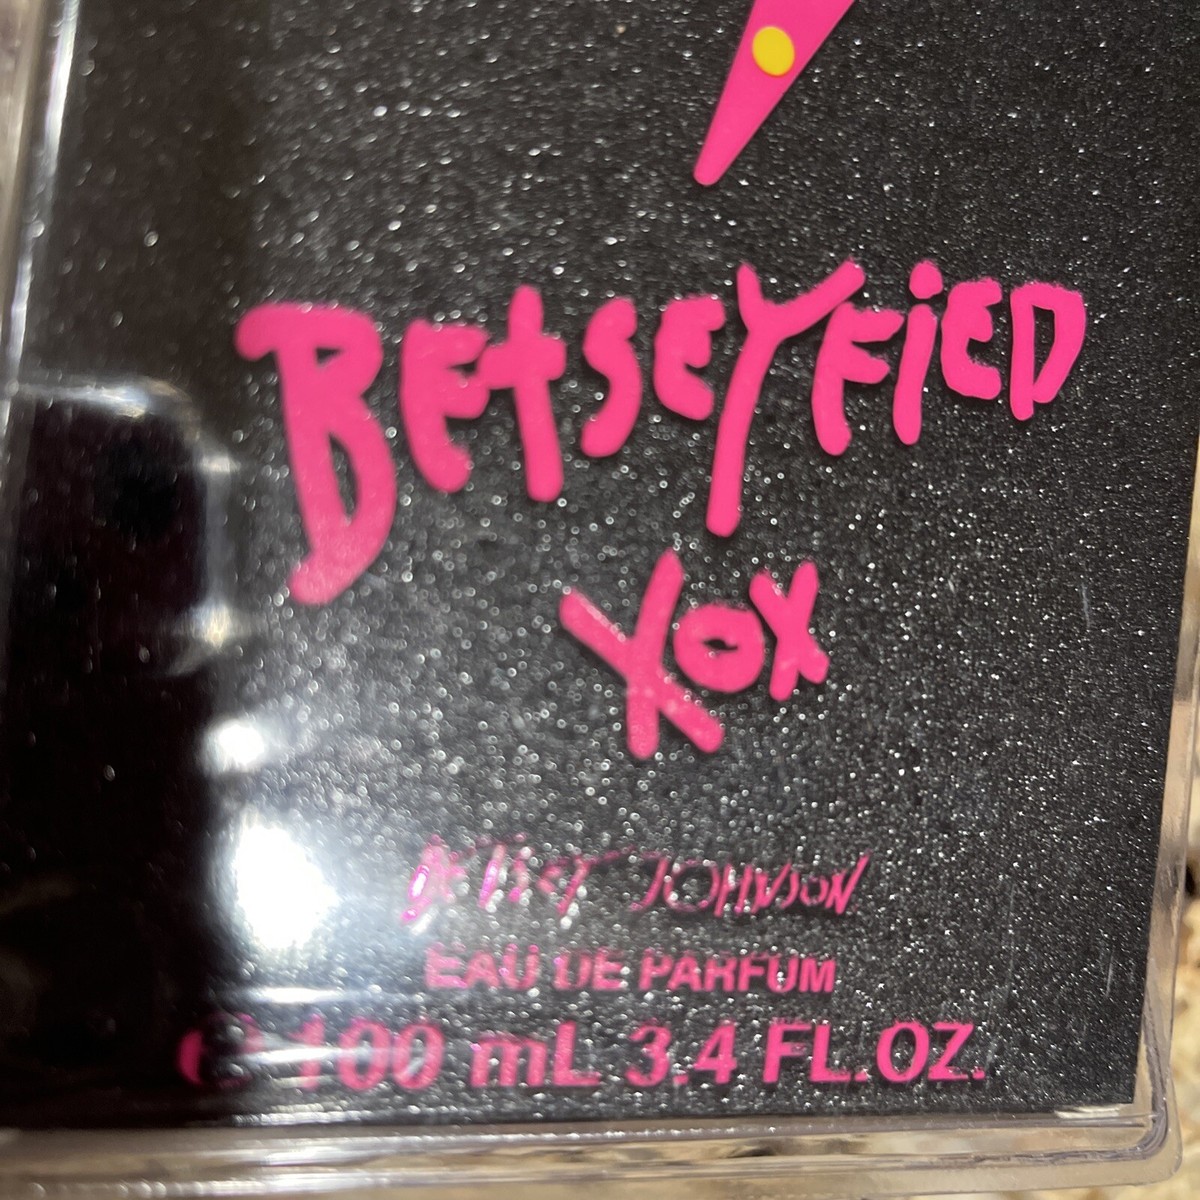 BETSEYFiED
XOX
BETSEY JOHNSON
EAU DE PARFUM
℮ 100 mL 3.4 FL.OZ.